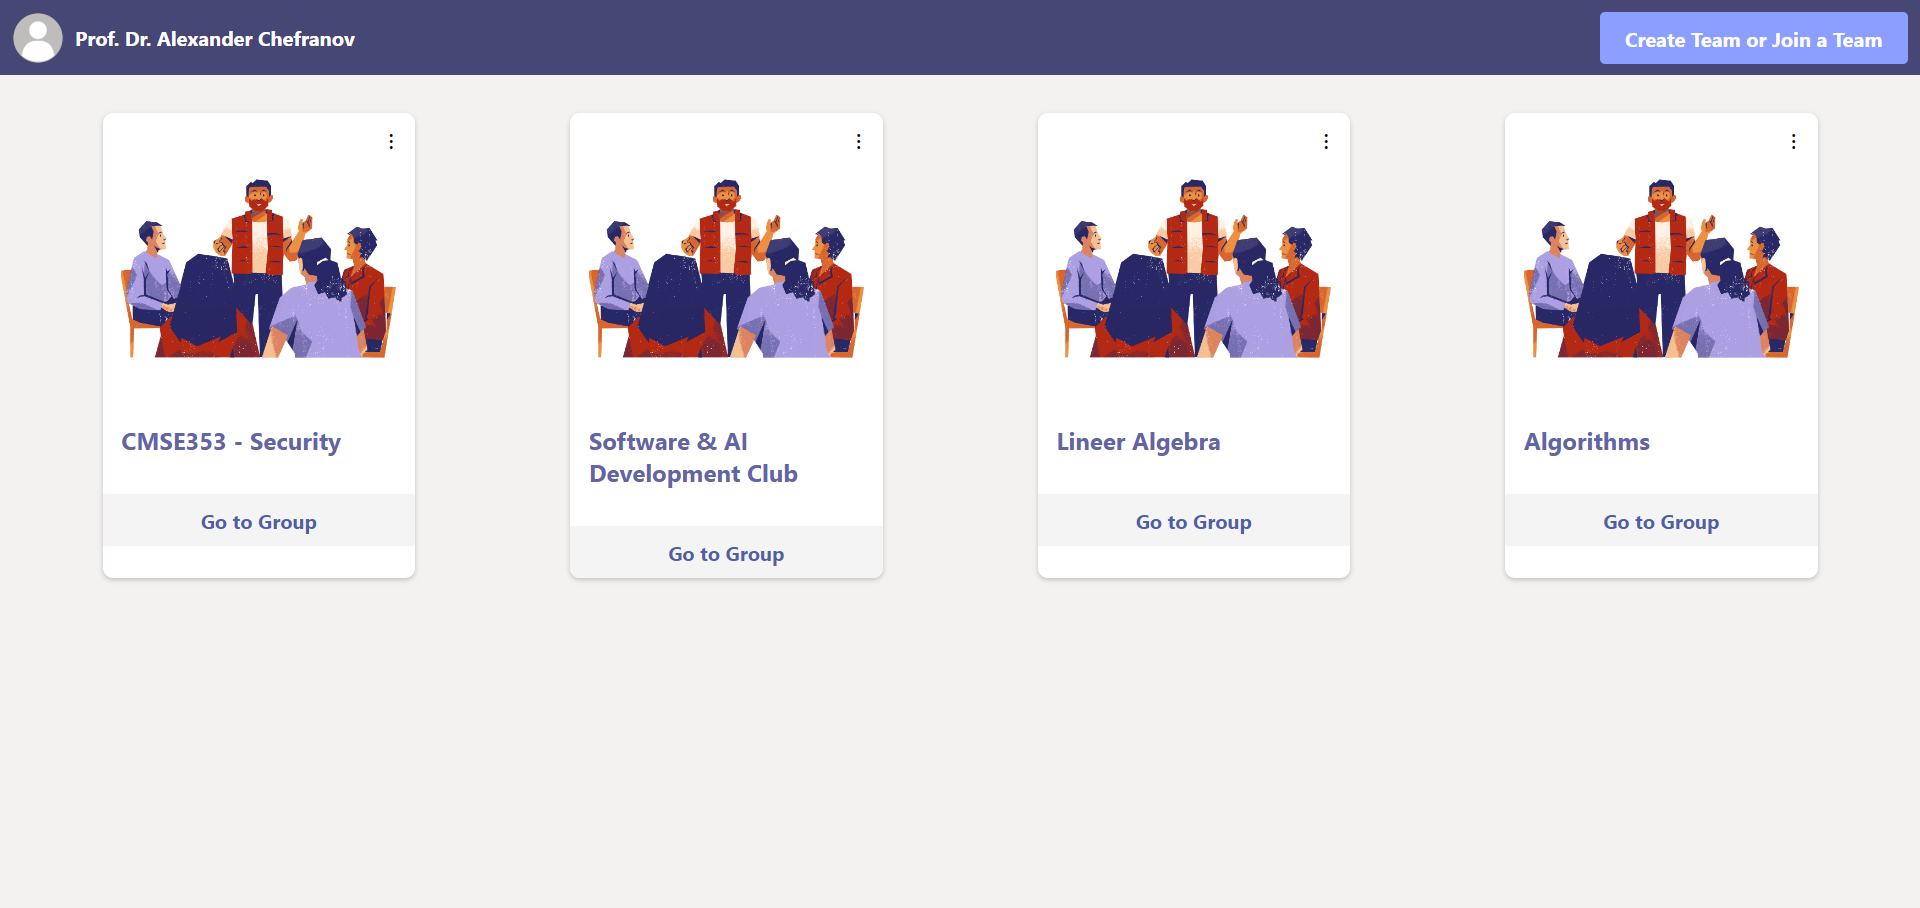 Prof. Dr. Alexander Chefranov
Create Team or Join a Team
CMSE353 - Security
Go to Group
Software & AI
Development Club
Go to Group
Lineer Algebra
Go to Group
Algorithms
Go to Group